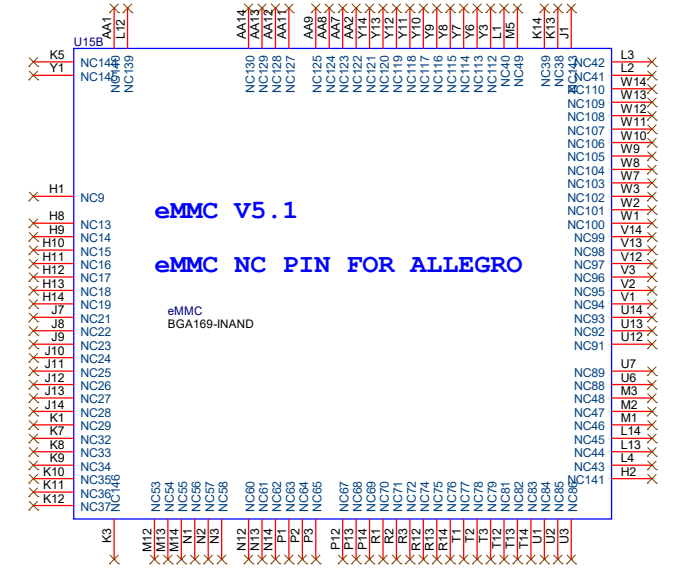 AA1
L12
AA14
AA13
AA12
AA11
AA9
AA8
AA7
AA2
Y14
Y13
Y12
Y11
Y10
Y9
Y8
Y7
Y6
Y3
L1
M5
K14
K13
J1
U15B
NC140
NC139
NC130
NC129
NC128
NC127
NC125
NC124
NC123
NC122
NC121
NC120
NC119
NC118
NC117
NC116
NC115
NC114
NC113
NC112
NC40
NC49
NC39
NC38
NC143
K5 NC144
Y1 NC145
H1 NC9
H8 NC13
H9 NC14
H10 NC15
H11 NC16
H12 NC17
H13 NC18
H14 NC19
J7 NC21
J8 NC22
J9 NC23
J10 NC24
J11 NC25
J12 NC26
J13 NC27
J14 NC28
K1 NC29
K7 NC32
K8 NC33
K9 NC34
K10 NC35
K11 NC36
K12 NC37
eMMC V5.1
eMMC NC PIN FOR ALLEGRO
eMMC
BGA169-INAND
NC42 L3
NC41 L2
NC110 W14
NC109 W13
NC108 W12
NC107 W11
NC106 W10
NC105 W9
NC104 W8
NC103 W7
NC102 W3
NC101 W2
NC100 W1
NC99 V14
NC98 V13
NC97 V12
NC96 V3
NC95 V2
NC94 V1
NC93 U14
NC92 U13
NC91 U12
NC89 U7
NC88 U6
NC48 M3
NC47 M2
NC46 M1
NC45 L14
NC44 L13
NC43 L4
NC141 H2
NC146
NC53
NC54
NC55
NC56
NC57
NC58
NC60
NC61
NC62
NC63
NC64
NC65
NC67
NC68
NC69
NC70
NC71
NC72
NC74
NC75
NC76
NC77
NC78
NC79
NC81
NC82
NC83
NC84
NC85
NC86
K3
M12
M13
M14
N1
N2
N3
N12
N13
N14
P1
P2
P3
P12
P13
P14
R1
R2
R3
R12
R13
R14
T1
T2
T3
T12
T13
T14
U1
U2
U3